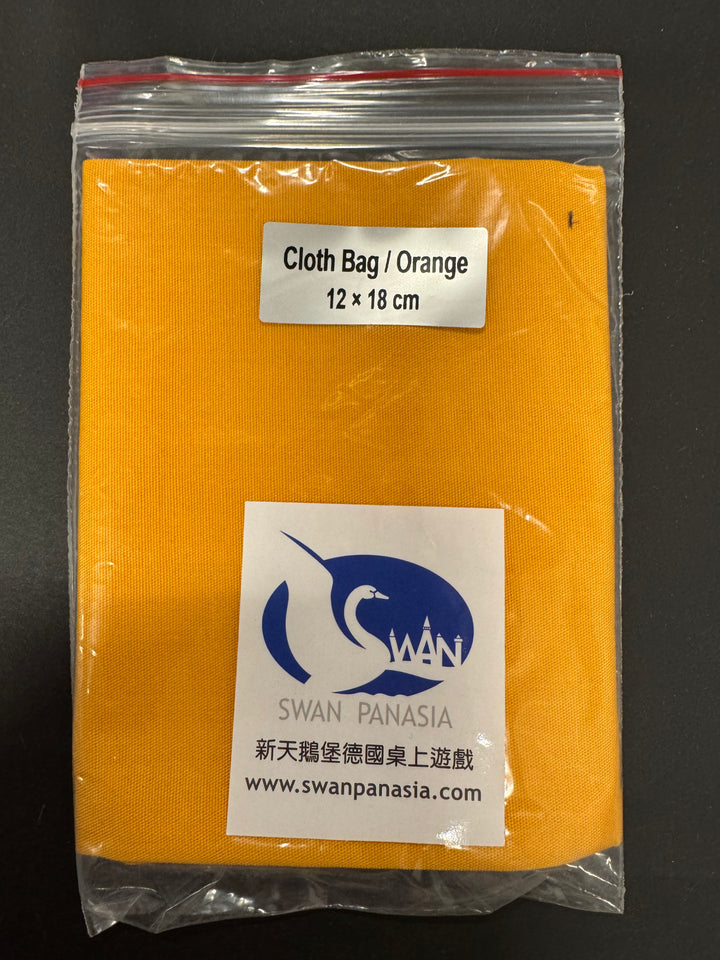 Cloth Bag / Orange
12 × 18 cm
SWAN
SWAN PANASIA
新天鵝堡德國桌上遊戲
www.swanpanasia.com